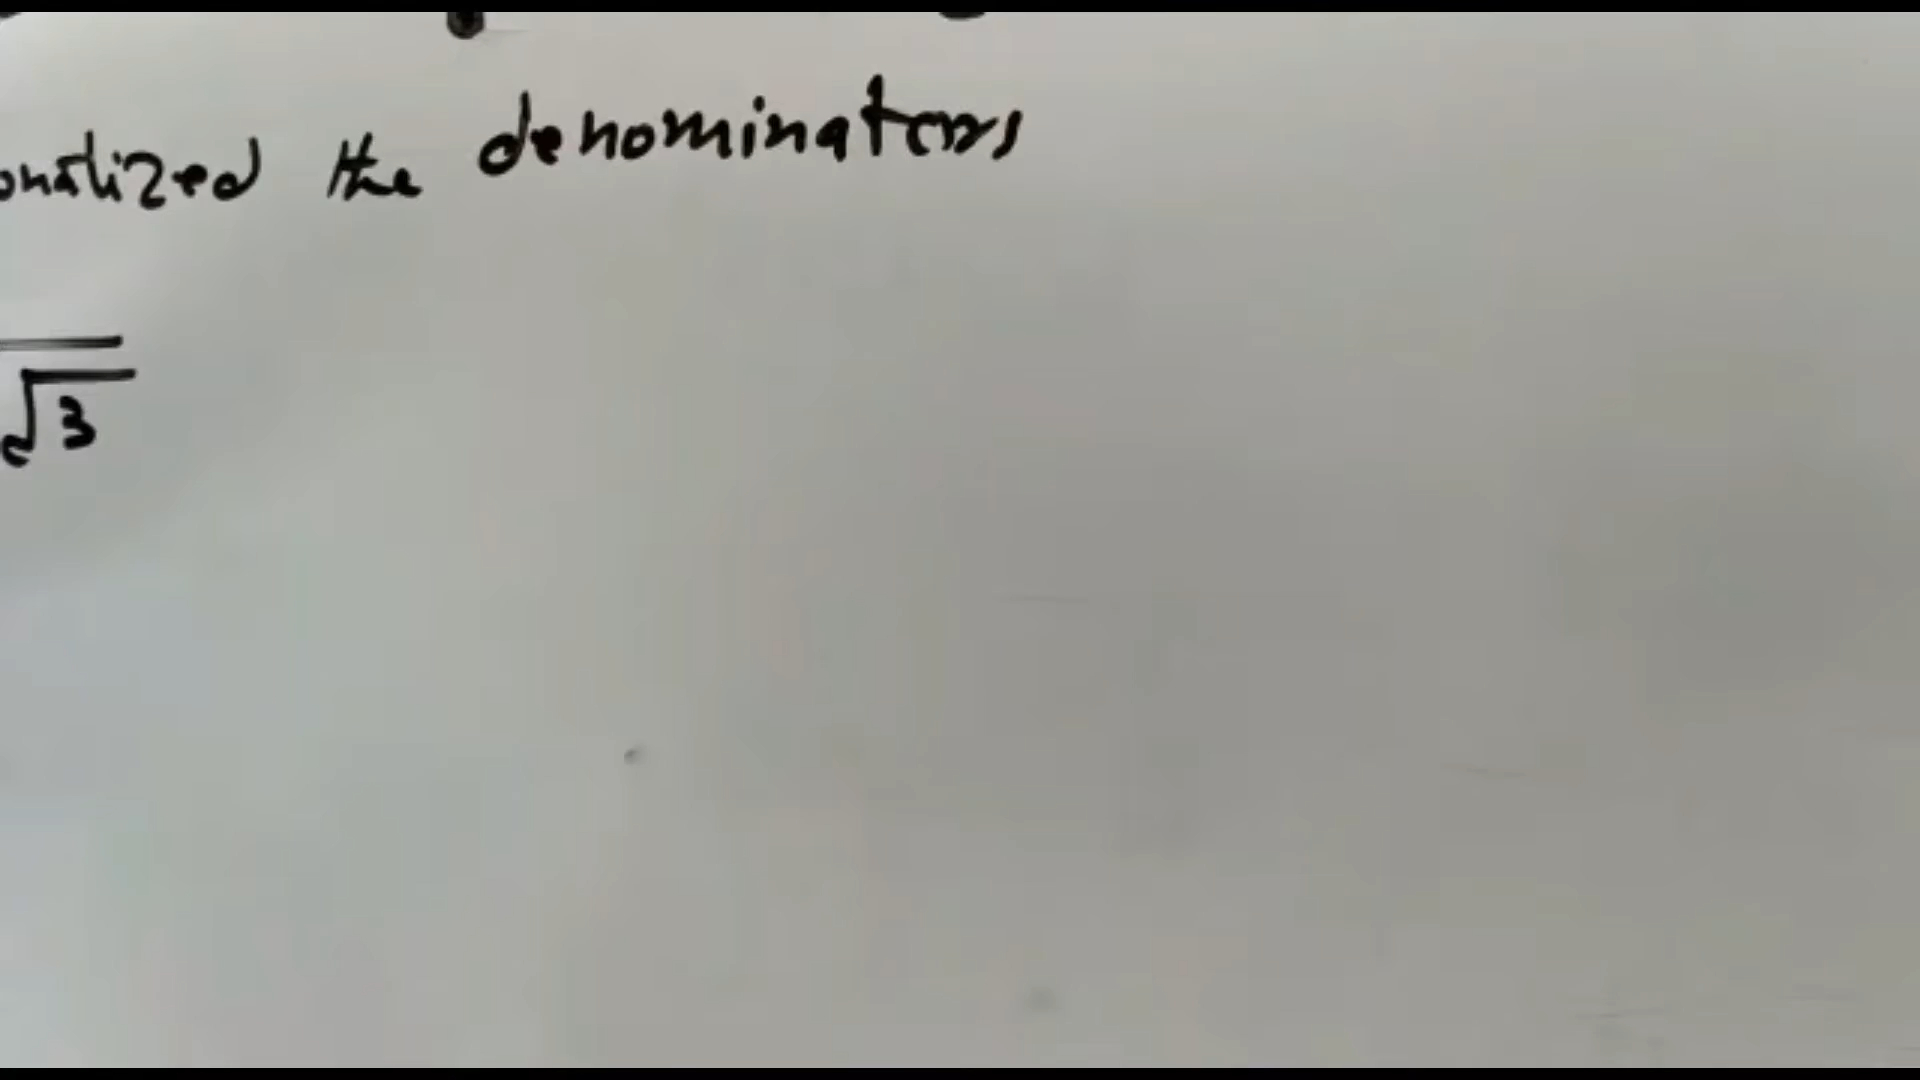 onalized the denominators
√3